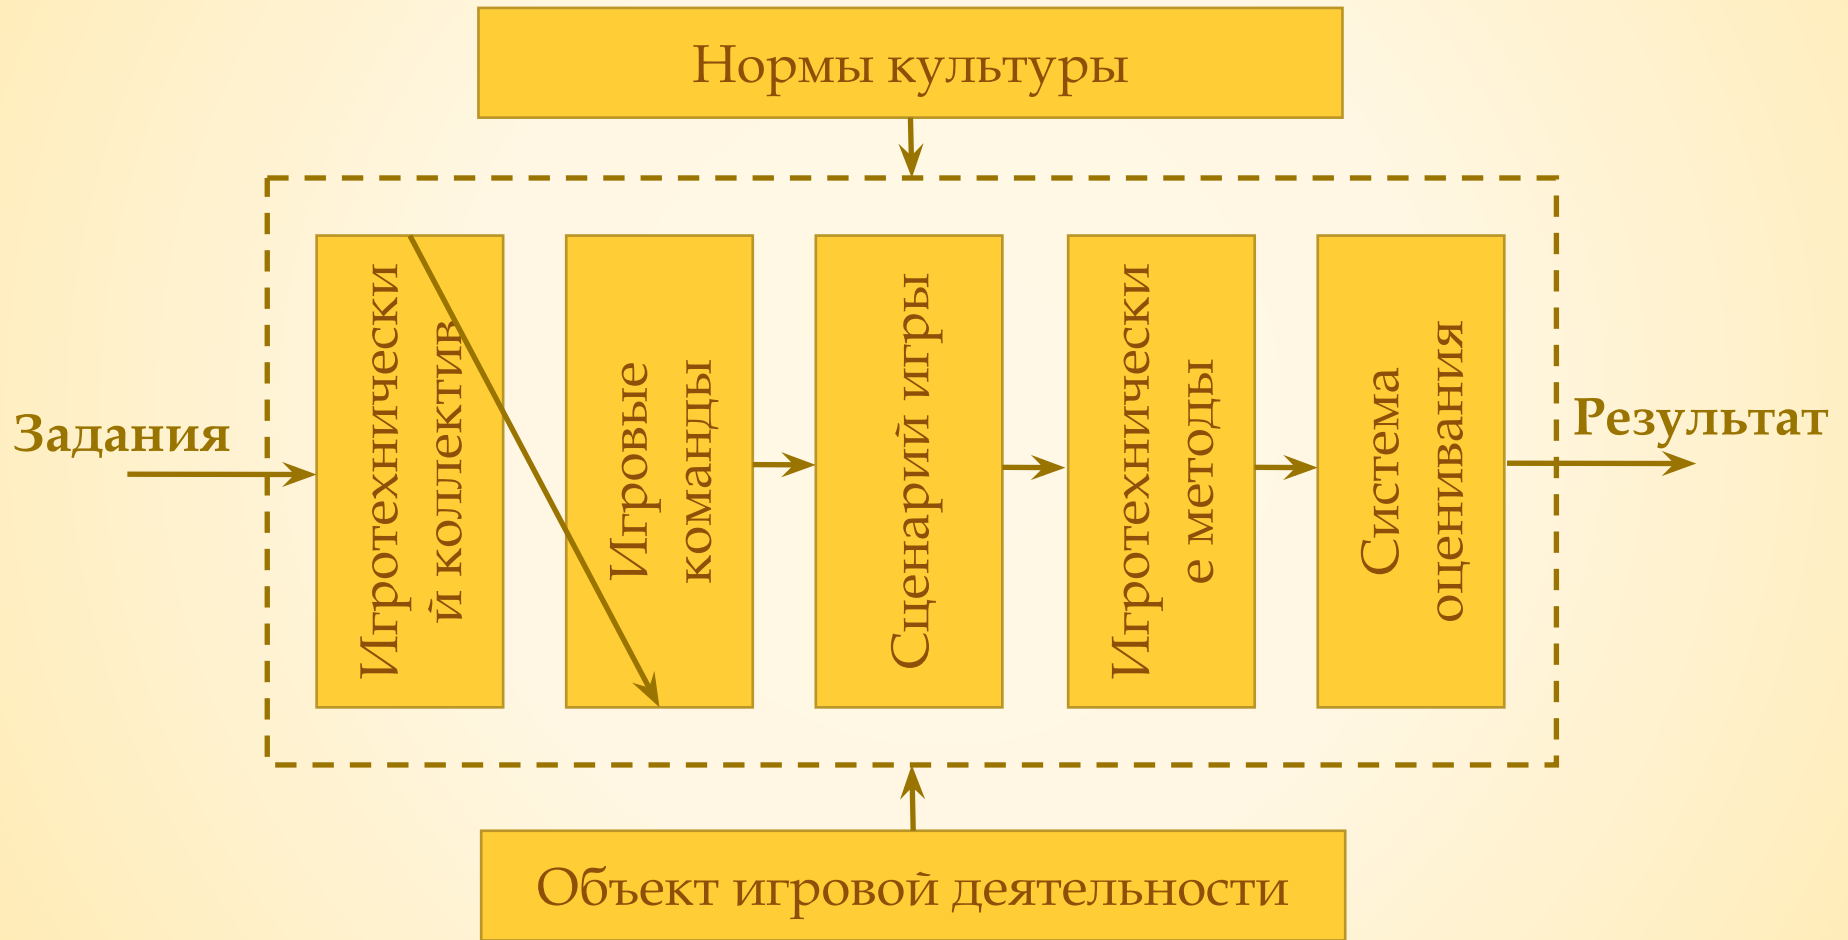 Нормы культуры
Задания
Игротехнически
й коллектив
Игровые
команды
Сценарий игры
Игротехнически
е методы
Система
оценивания
Результат
Объект игровой деятельности